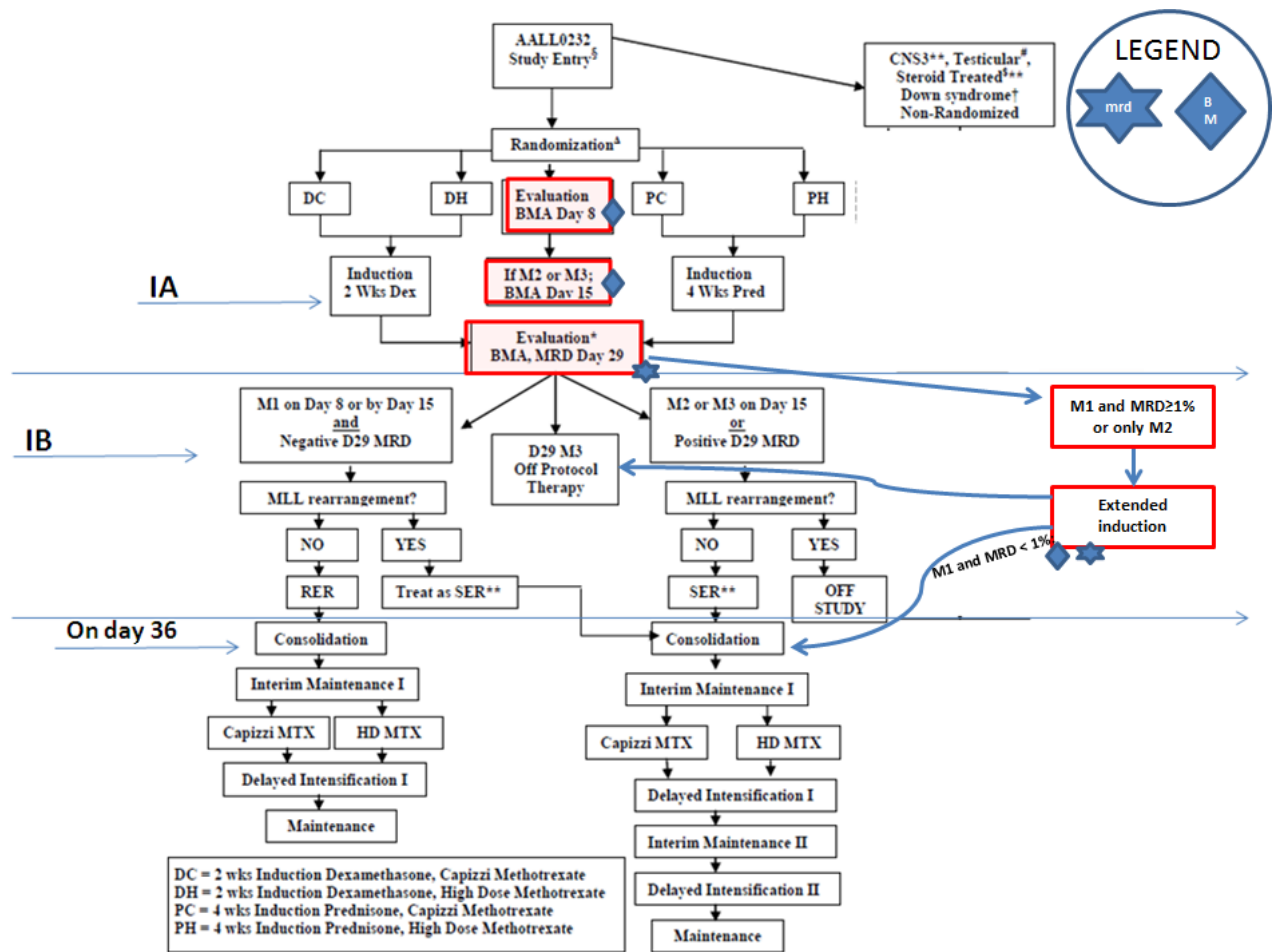 AALL0232
Study Entry§
CNS3**, Testicular#,
Steroid Treated$**
Down syndrome†
Non-Randomized
LEGEND
mrd
B
M
RandomizationΔ
DC
DH
Evaluation
BMA Day 8
PC
PH
IA
Induction
2 Wks Dex
If M2 or M3;
BMA Day 15
Induction
4 Wks Pred
Evaluation*
BMA, MRD Day 29
IB
M1 on Day 8 or by Day 15
and
Negative D29 MRD
D29 M3
Off Protocol
Therapy
M2 or M3 on Day 15
or
Positive D29 MRD
M1 and MRD≥1%
or only M2
MLL rearrangement?
MLL rearrangement?
Extended
induction
NO
YES
NO
YES
M1 and MRD < 1%
RER
Treat as SER**
SER**
OFF
STUDY
On day 36
Consolidation
Consolidation
Interim Maintenance I
Interim Maintenance I
Capizzi MTX
HD MTX
Capizzi MTX
HD MTX
Delayed Intensification I
Delayed Intensification I
Maintenance
Interim Maintenance II
Delayed Intensification II
Maintenance
DC = 2 wks Induction Dexamethasone, Capizzi Methotrexate
DH = 2 wks Induction Dexamethasone, High Dose Methotrexate
PC = 4 wks Induction Prednisone, Capizzi Methotrexate
PH = 4 wks Induction Prednisone, High Dose Methotrexate